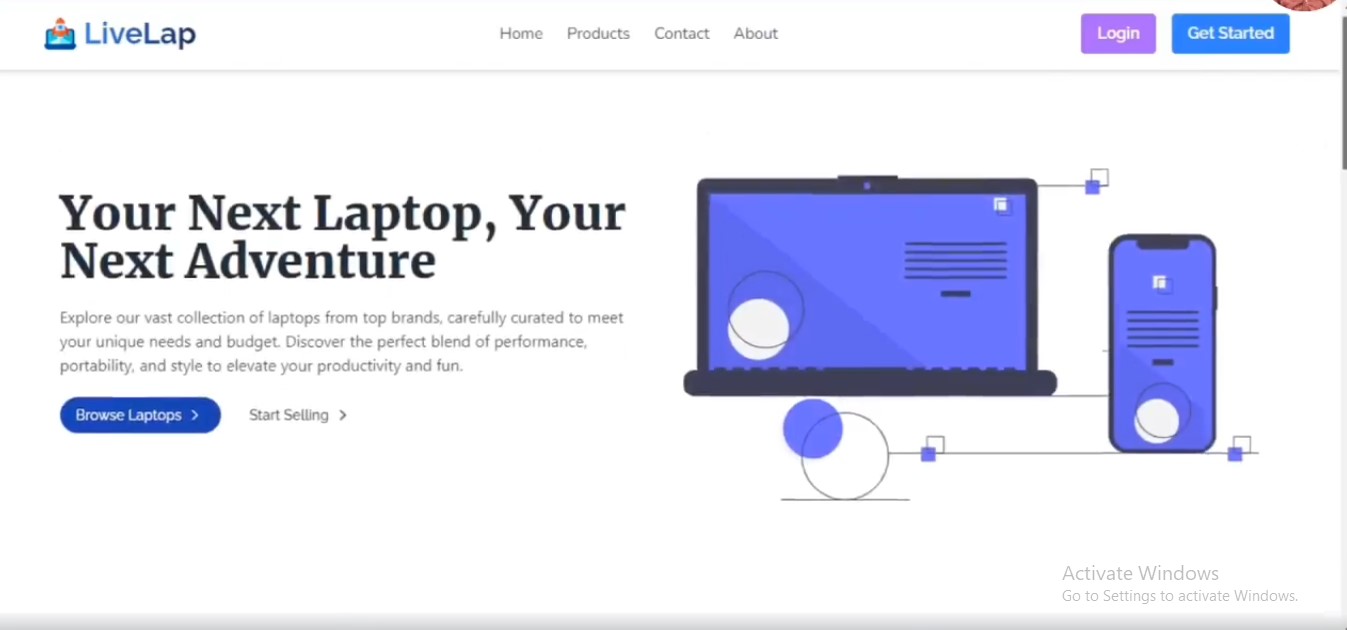 LiveLap
Home
Products
Contact
About
Login
Get Started
Your Next Laptop, Your
Next Adventure
Explore our vast collection of laptops from top brands, carefully curated to meet
your unique needs and budget. Discover the perfect blend of performance,
portability, and style to elevate your productivity and fun.
Browse Laptops
Start Selling
Activate Windows
Go to Settings to activate Windows.